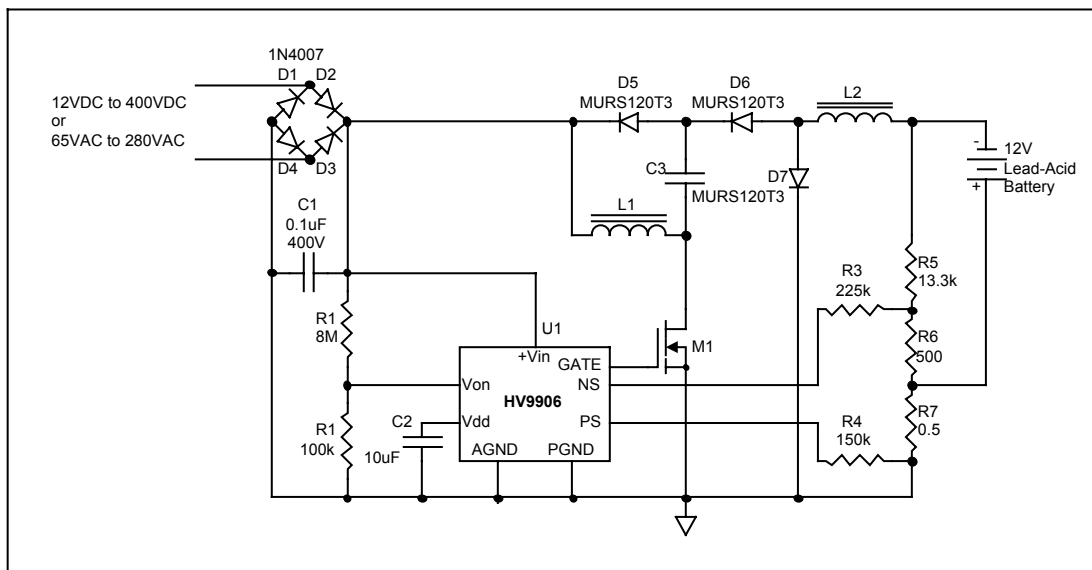 1N4007
D1 D2
12VDC to 400VDC
or
65VAC to 280VAC
D4 D3
C1
0.1uF
400V
D5
MURS120T3
D6
MURS120T3
L2
C3
D7
MURS120T3
L1
-
12V
Lead-Acid
Battery
+
R3
225k
R5
13.3k
R1
8M
U1
M1
R6
500
+Vin
GATE
Von
NS
HV9906
Vdd
PS
C2
10uF
R4
150k
R7
0.5
R1
100k
AGND
PGND